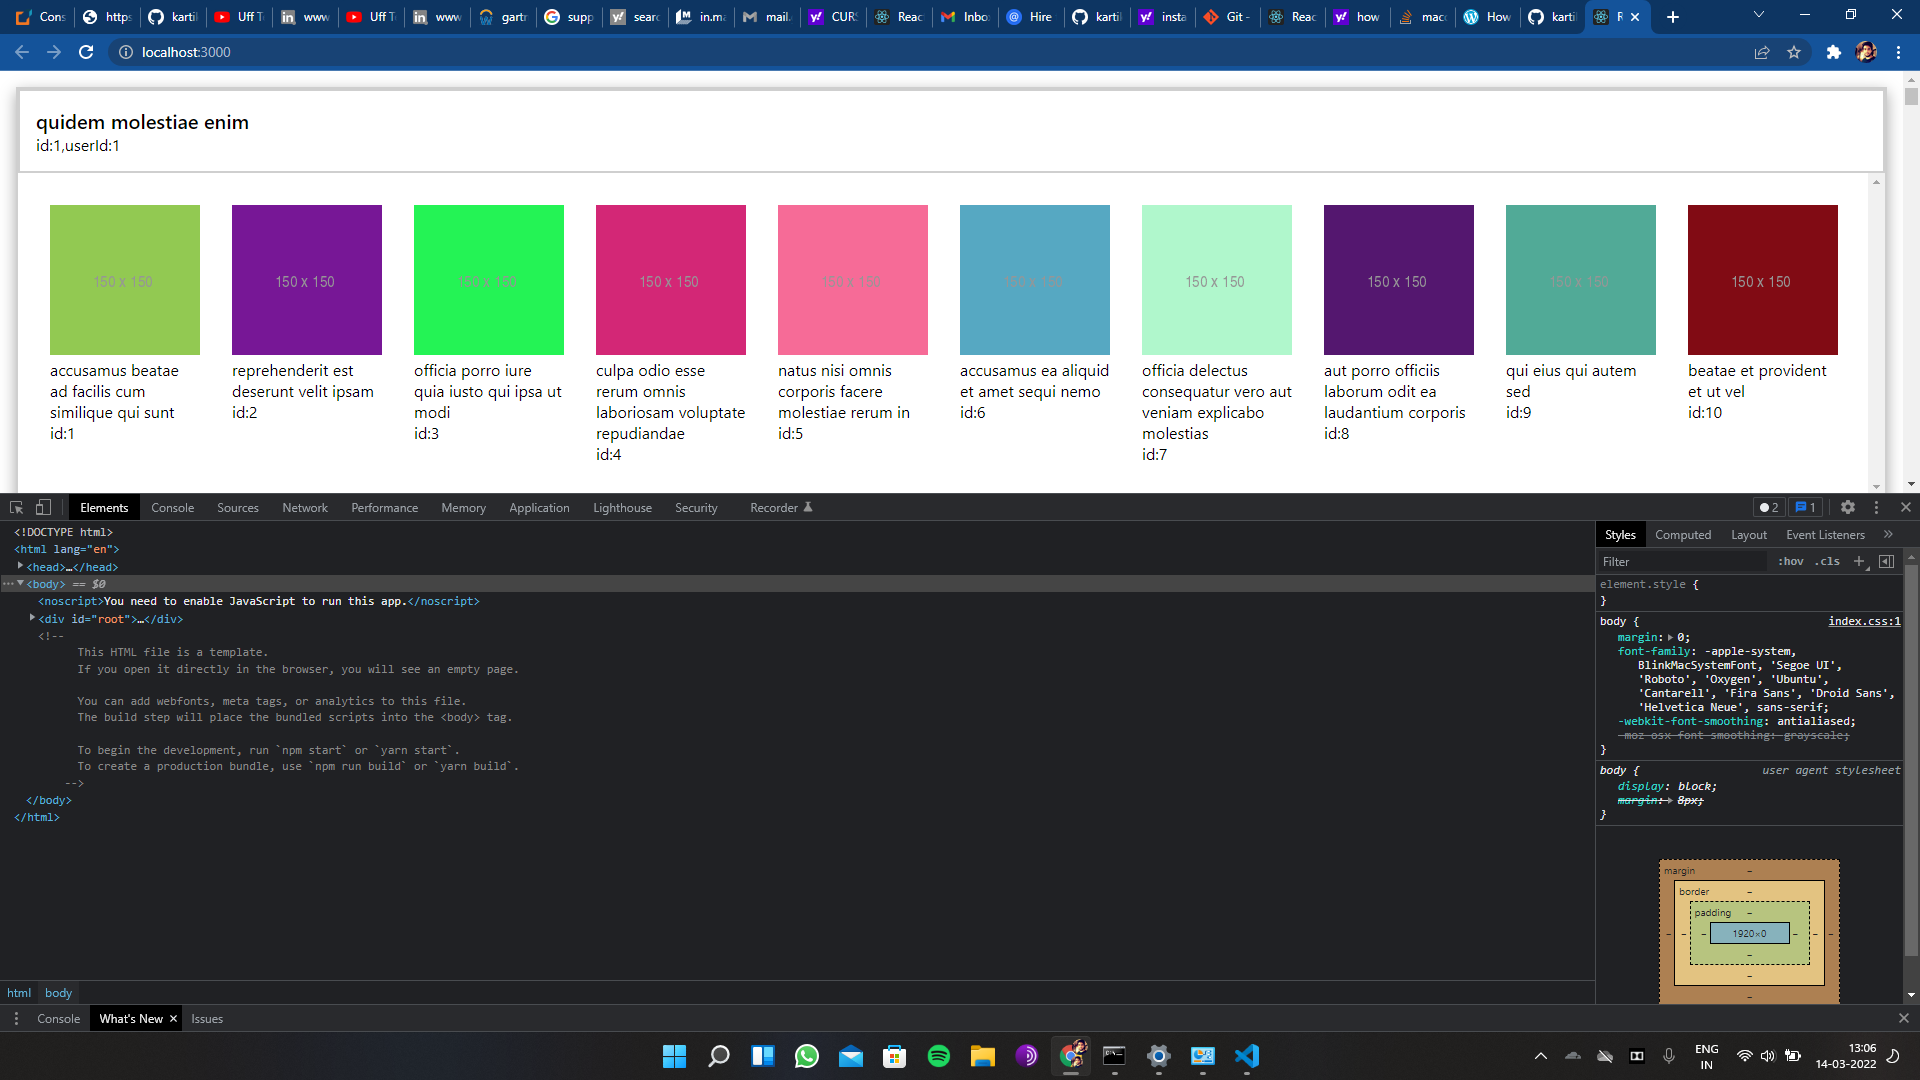 Cons
https
kartil
Uff To
www
Uff To
www
gartn
supp
searc
in.ma
mail.
CURS
Reac
Inbox
Hire
kartil
insta
Git -
Reac
how
macc
How
kartil
R
localhost:3000
quidem molestiae enim
id:1,userId:1
150 x 150
150 x 150
150 x 150
150 x 150
150 x 150
150 x 150
150 x 150
150 x 150
150 x 150
150 x 150
accusamus beatae
ad facilis cum
similique qui sunt
id:1
reprehenderit est
deserunt velit ipsam
id:2
officia porro iure
quia iusto qui ipsa ut
modi
id:3
culpa odio esse
rerum omnis
laboriosam voluptate
repudiandae
id:4
natus nisi omnis
corporis facere
molestiae rerum in
id:5
accusamus ea aliquid
et amet sequi nemo
id:6
officia delectus
consequatur vero aut
veniam explicabo
molestias
id:7
aut porro officiis
laborum odit ea
laudantium corporis
id:8
qui eius qui autem
sed
id:9
beatae et provident
et ut vel
id:10
Elements Console Sources Network Performance Memory Application Lighthouse Security Recorder 2 1
<!DOCTYPE html>
<html lang="en">
<head>…</head>
<body> == $0
<noscript>You need to enable JavaScript to run this app.</noscript>
<div id="root">…</div>
<!--
This HTML file is a template.
If you open it directly in the browser, you will see an empty page.
You can add webfonts, meta tags, or analytics to this file.
The build step will place the bundled scripts into the <body> tag.
To begin the development, run `npm start` or `yarn start`.
To create a production bundle, use `npm run build` or `yarn build`.
-->
</body>
</html>
html body
Styles Computed Layout Event Listeners
Filter :hov .cls
element.style {
}
body { index.css:1
margin: 0;
font-family: -apple-system,
BlinkMacSystemFont, 'Segoe UI',
'Roboto', 'Oxygen', 'Ubuntu',
'Cantarell', 'Fira Sans', 'Droid Sans',
'Helvetica Neue', sans-serif;
-webkit-font-smoothing: antialiased;
-moz-osx-font-smoothing: grayscale;
}
body { user agent stylesheet
display: block;
margin: 8px;
}
margin –
border –
padding –
– – – 1920×0 – – –
–
–
–
Console What's New Issues
ENG
IN
13:06
14-03-2022